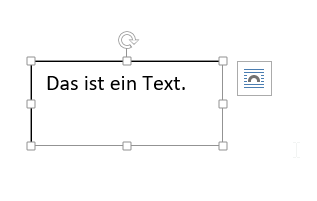 Das ist ein Text.